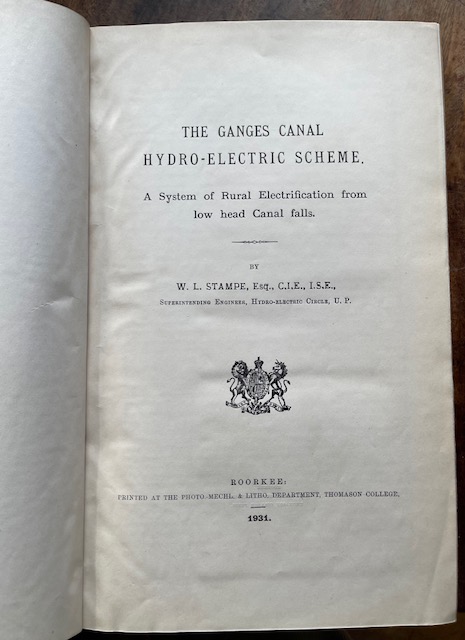 THE GANGES CANAL
HYDRO-ELECTRIC SCHEME.
A System of Rural Electrification from
low head Canal falls.
BY
W. L. STAMPE, Esq., C.I.E., I.S.E.,
Superintending Engineer, Hydro-electric Circle, U. P.
ROORKEE:
PRINTED AT THE PHOTO.-MECHL. & LITHO. DEPARTMENT, THOMASON COLLEGE.
1931.